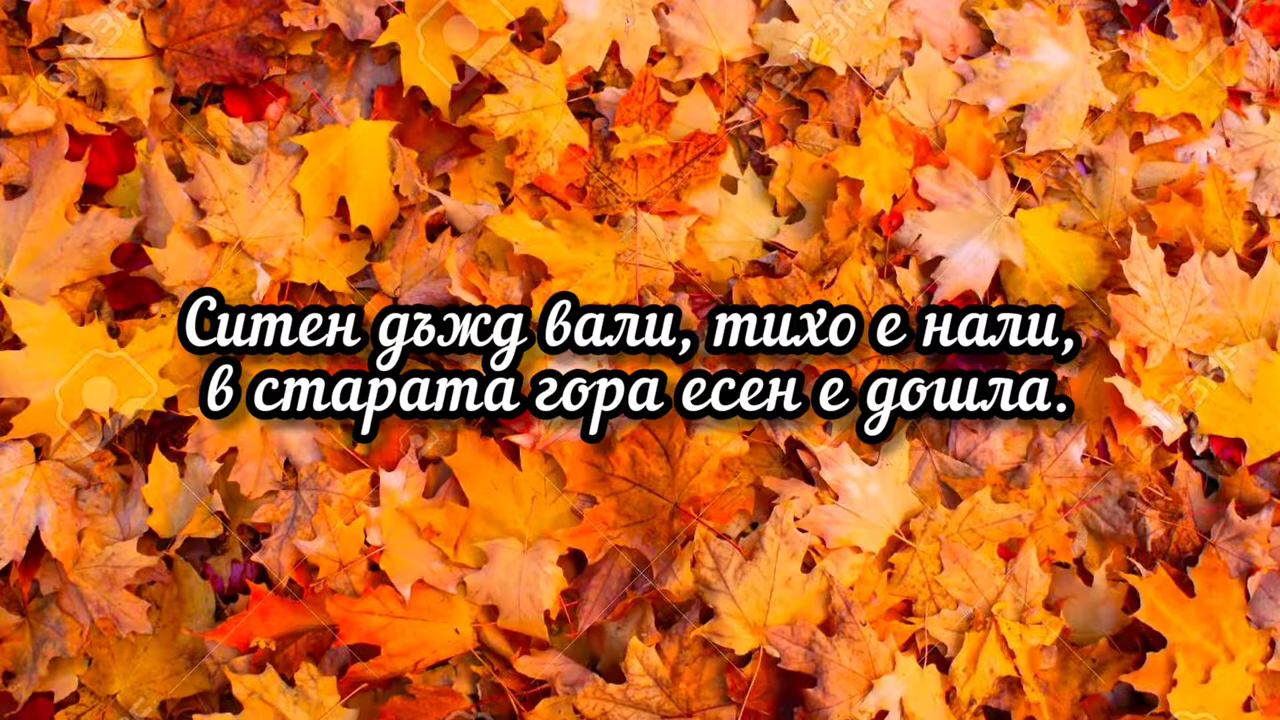 Ситен дъжд вали, тихо е нали,
в старата гора есен е дошла.